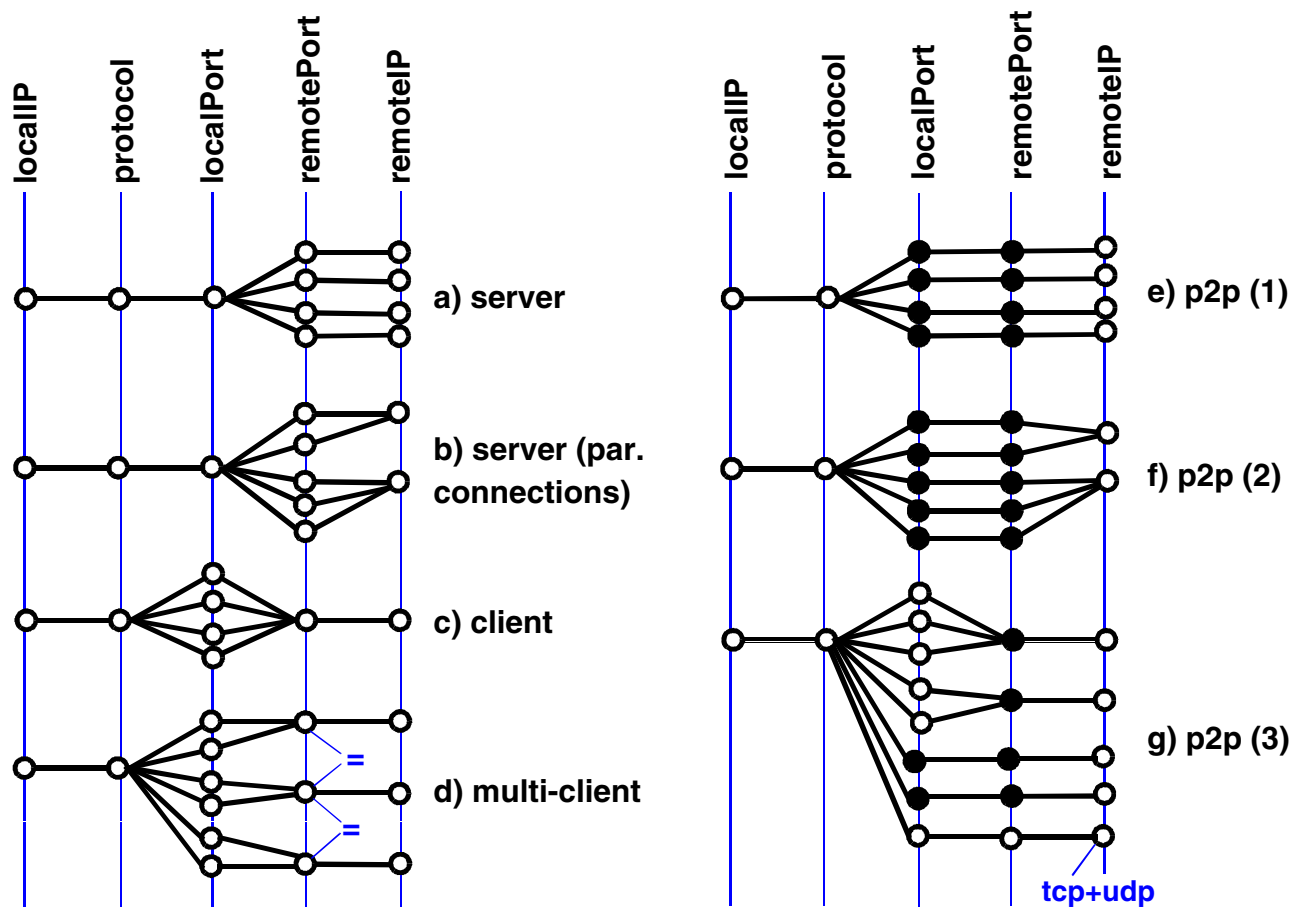 localIP
protocol
localPort
remotePort
remoteIP
a) server
b) server (par.
connections)
c) client
=
d) multi-client
=
localIP
protocol
localPort
remotePort
remoteIP
e) p2p (1)
f) p2p (2)
g) p2p (3)
tcp+udp